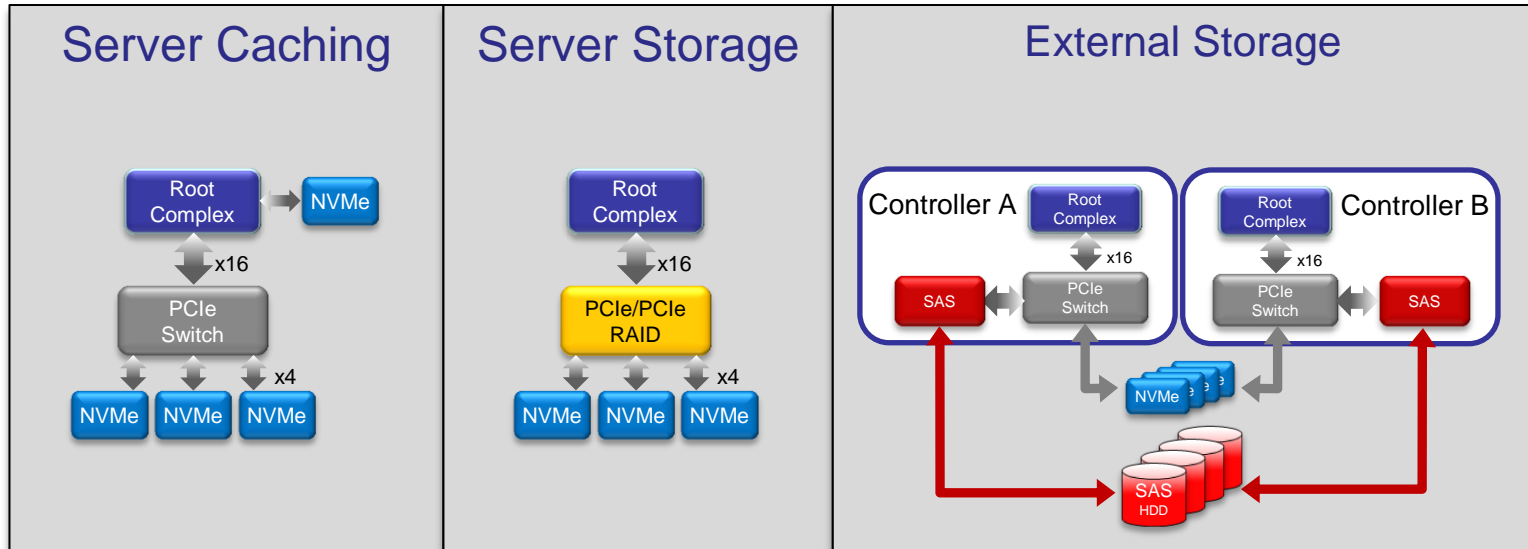 Server Caching
Root
Complex
NVMe
x16
PCIe
Switch
x4
NVMe
NVMe
NVMe
Server Storage
Root
Complex
x16
PCIe/PCIe
RAID
x4
NVMe
NVMe
NVMe
External Storage
Controller A
Root
Complex
x16
SAS
PCIe
Switch
Controller B
Root
Complex
x16
PCIe
Switch
SAS
NVMe
SAS
HDD